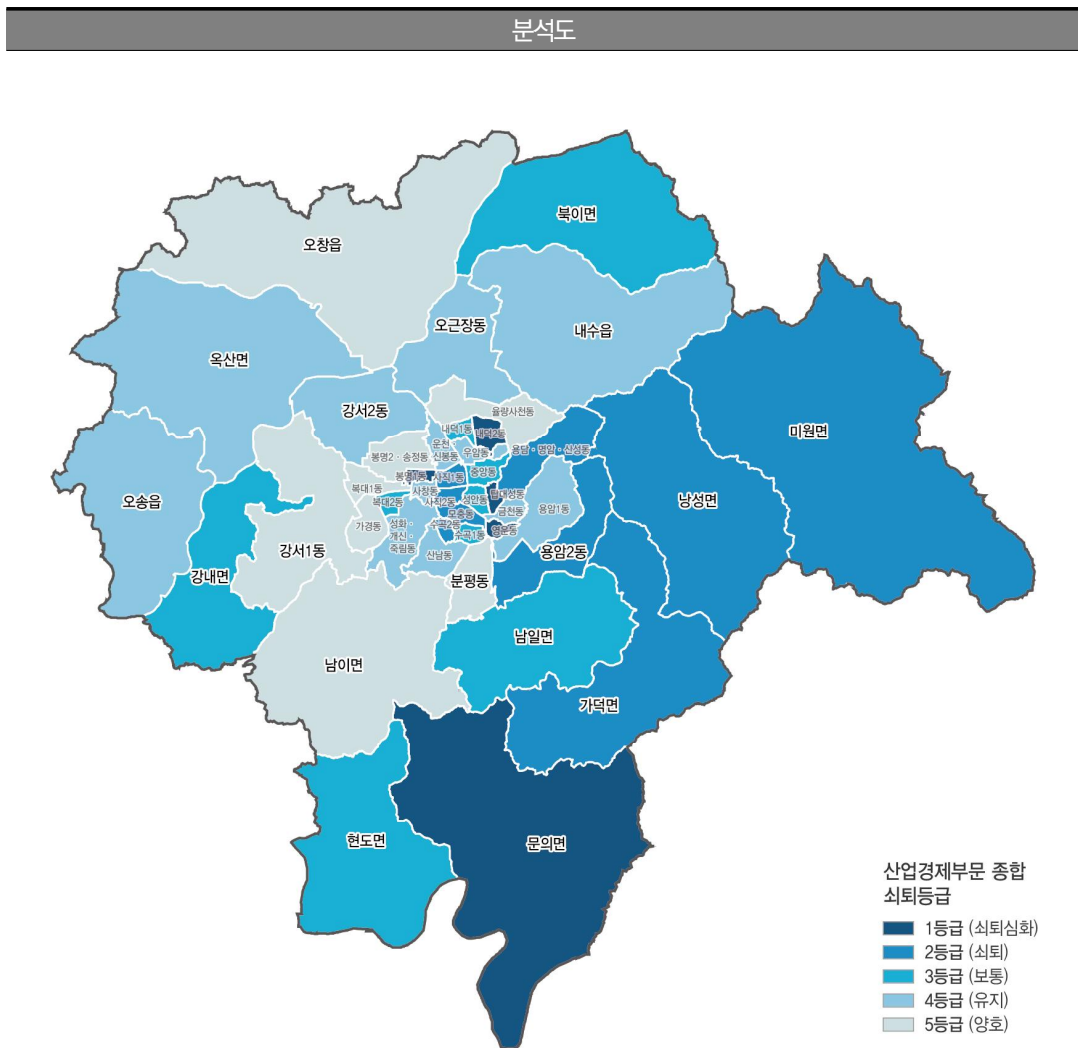 분석도
북이면
오창읍
오근장동
내수읍
옥산면
강서2동
율량사천동
미원면
내덕1동
내덕2동
운천·
신봉동
우암동
용담·명암·산성동
봉명2·송정동
봉명1동
사직1동
중앙동
오송읍
복대1동
사창동
성안동
탑대성동
낭성면
복대2동
사직2동
금천동
용암1동
모충동
가경동
성화·
개신·
죽림동
수곡2동
수곡1동
영운동
강서1동
산남동
용암2동
강내면
분평동
남일면
남이면
가덕면
현도면
문의면
산업경제부문 종합
쇠퇴등급
1등급 (쇠퇴심화)
2등급 (쇠퇴)
3등급 (보통)
4등급 (유지)
5등급 (양호)